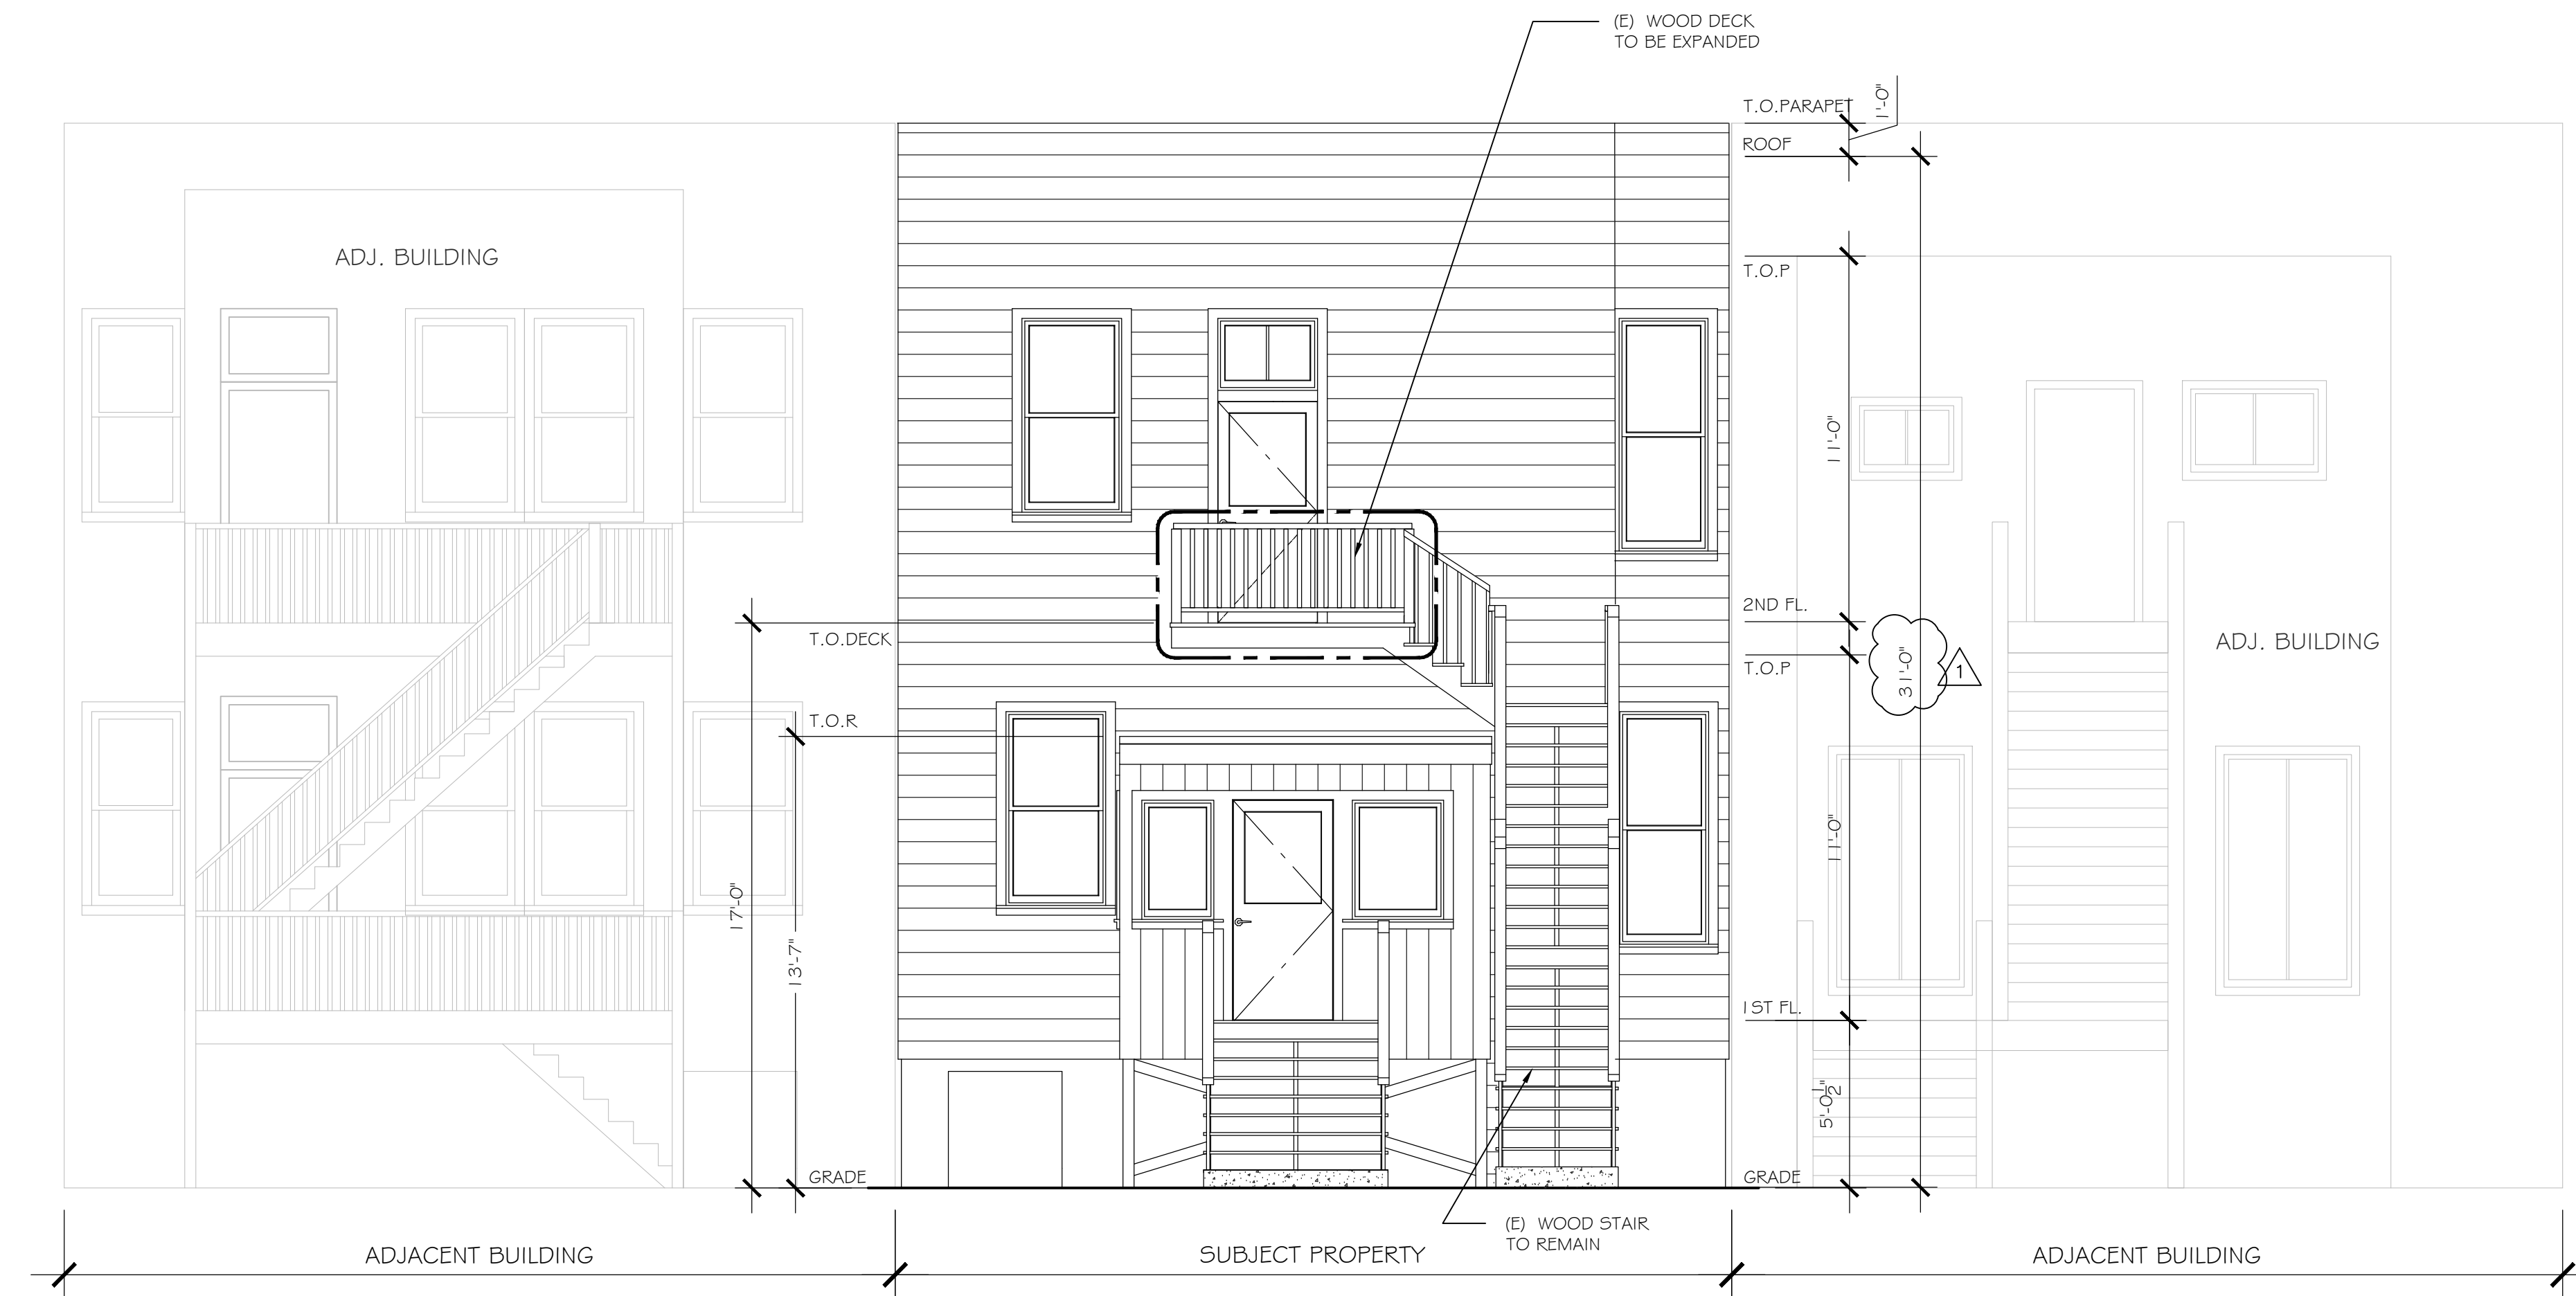 (E) WOOD DECK
TO BE EXPANDED
T.O.PARAPET
1'-0"
ROOF
ADJ. BUILDING
T.O.P
11'-0"
2ND FL.
T.O.DECK
ADJ. BUILDING
T.O.P
31'-0"
1
T.O.R
11'-0"
17'-0"
13'-7"
1ST FL.
5'-0 1/2"
GRADE
GRADE
(E) WOOD STAIR
TO REMAIN
ADJACENT BUILDING
SUBJECT PROPERTY
ADJACENT BUILDING